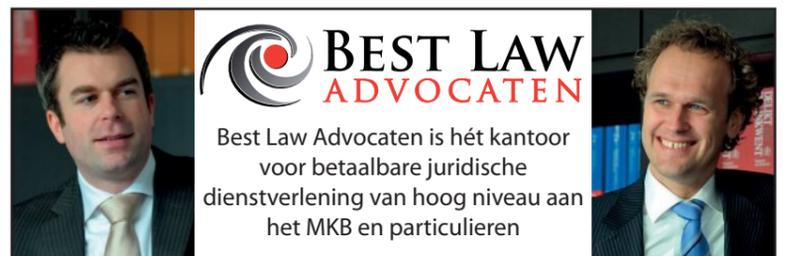 BEST LAW
ADVOCATEN
Best Law Advocaten is hét kantoor
voor betaalbare juridische
dienstverlening van hoog niveau aan
het MKB en particulieren